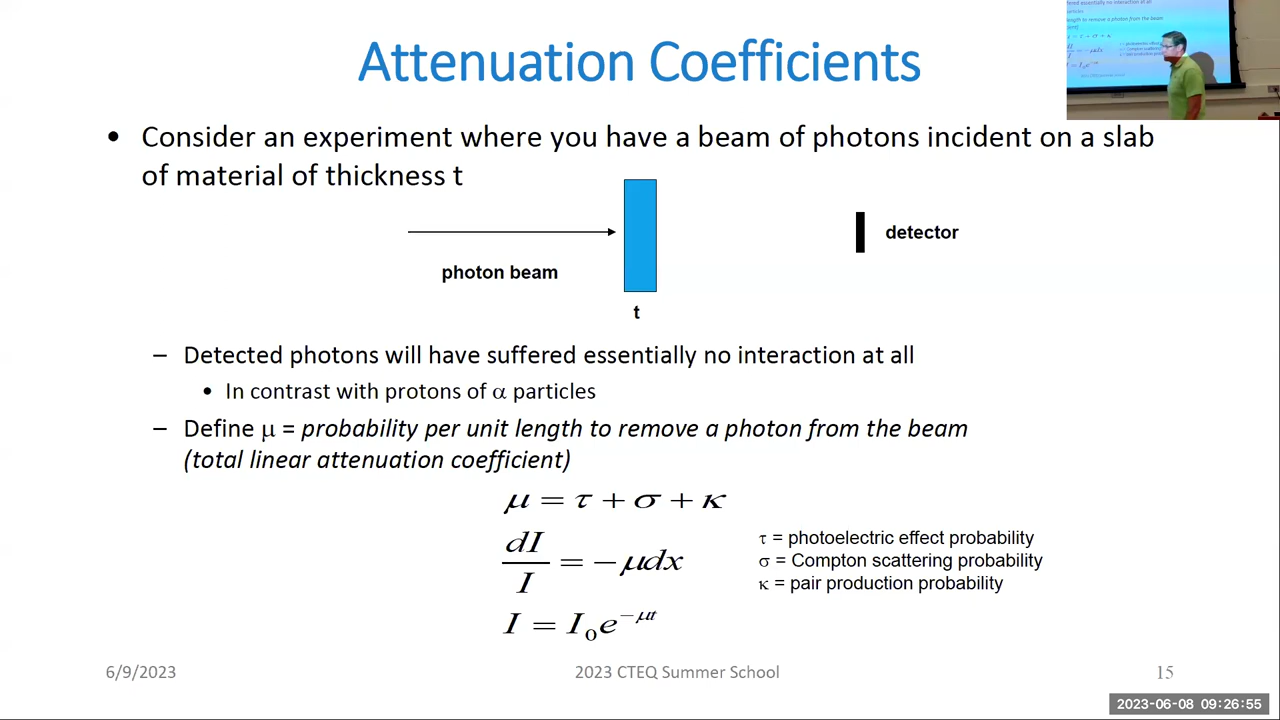 Attenuation Coefficients
• Consider an experiment where you have a beam of photons incident on a slab
of material of thickness t
photon beam
detector
t
– Detected photons will have suffered essentially no interaction at all
• In contrast with protons of α particles
– Define μ = probability per unit length to remove a photon from the beam
(total linear attenuation coefficient)
μ = τ + σ + κ
dI/I = −μdx
I = I₀e^{−μt}
τ = photoelectric effect probability
σ = Compton scattering probability
κ = pair production probability
6/9/2023
2023 CTEQ Summer School
15
2023-06-08 09:26:55